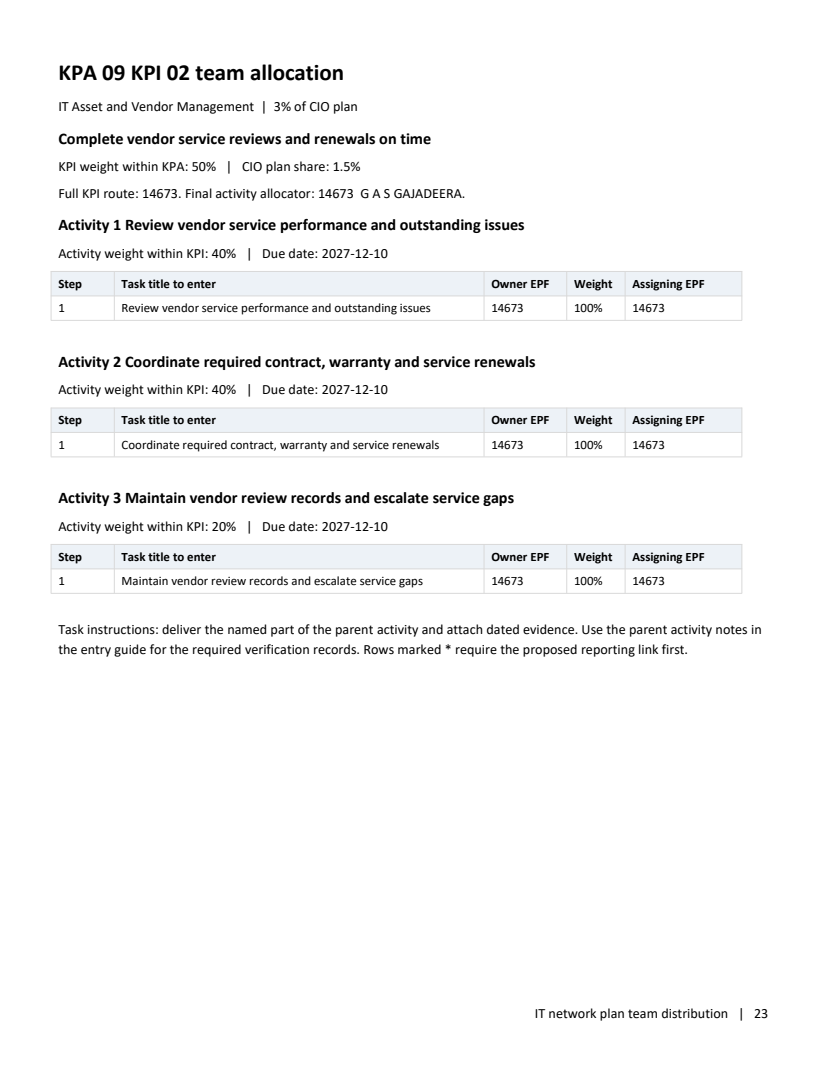 KPA 09 KPI 02 team allocation
IT Asset and Vendor Management | 3% of CIO plan
Complete vendor service reviews and renewals on time
KPI weight within KPA: 50% | CIO plan share: 1.5%
Full KPI route: 14673. Final activity allocator: 14673 G A S GAJADEERA.
Activity 1 Review vendor service performance and outstanding issues
Activity weight within KPI: 40% | Due date: 2027-12-10
Step Task title to enter Owner EPF Weight Assigning EPF
1 Review vendor service performance and outstanding issues 14673 100% 14673
Activity 2 Coordinate required contract, warranty and service renewals
Activity weight within KPI: 40% | Due date: 2027-12-10
Step Task title to enter Owner EPF Weight Assigning EPF
1 Coordinate required contract, warranty and service renewals 14673 100% 14673
Activity 3 Maintain vendor review records and escalate service gaps
Activity weight within KPI: 20% | Due date: 2027-12-10
Step Task title to enter Owner EPF Weight Assigning EPF
1 Maintain vendor review records and escalate service gaps 14673 100% 14673
Task instructions: deliver the named part of the parent activity and attach dated evidence. Use the parent activity notes in
the entry guide for the required verification records. Rows marked * require the proposed reporting link first.
IT network plan team distribution | 23